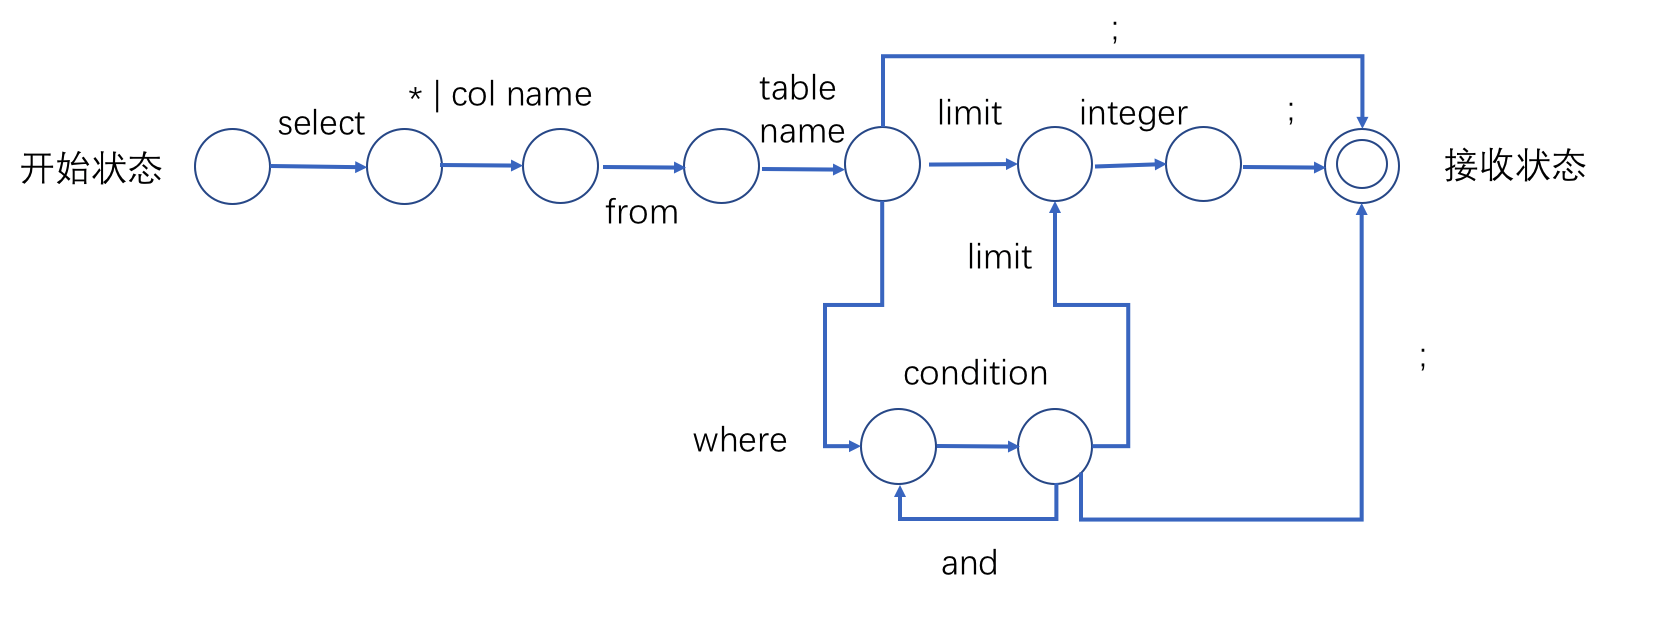 ;
* | col name
table
name
select
limit
integer
;
开始状态
接收状态
from
limit
;
condition
where
and